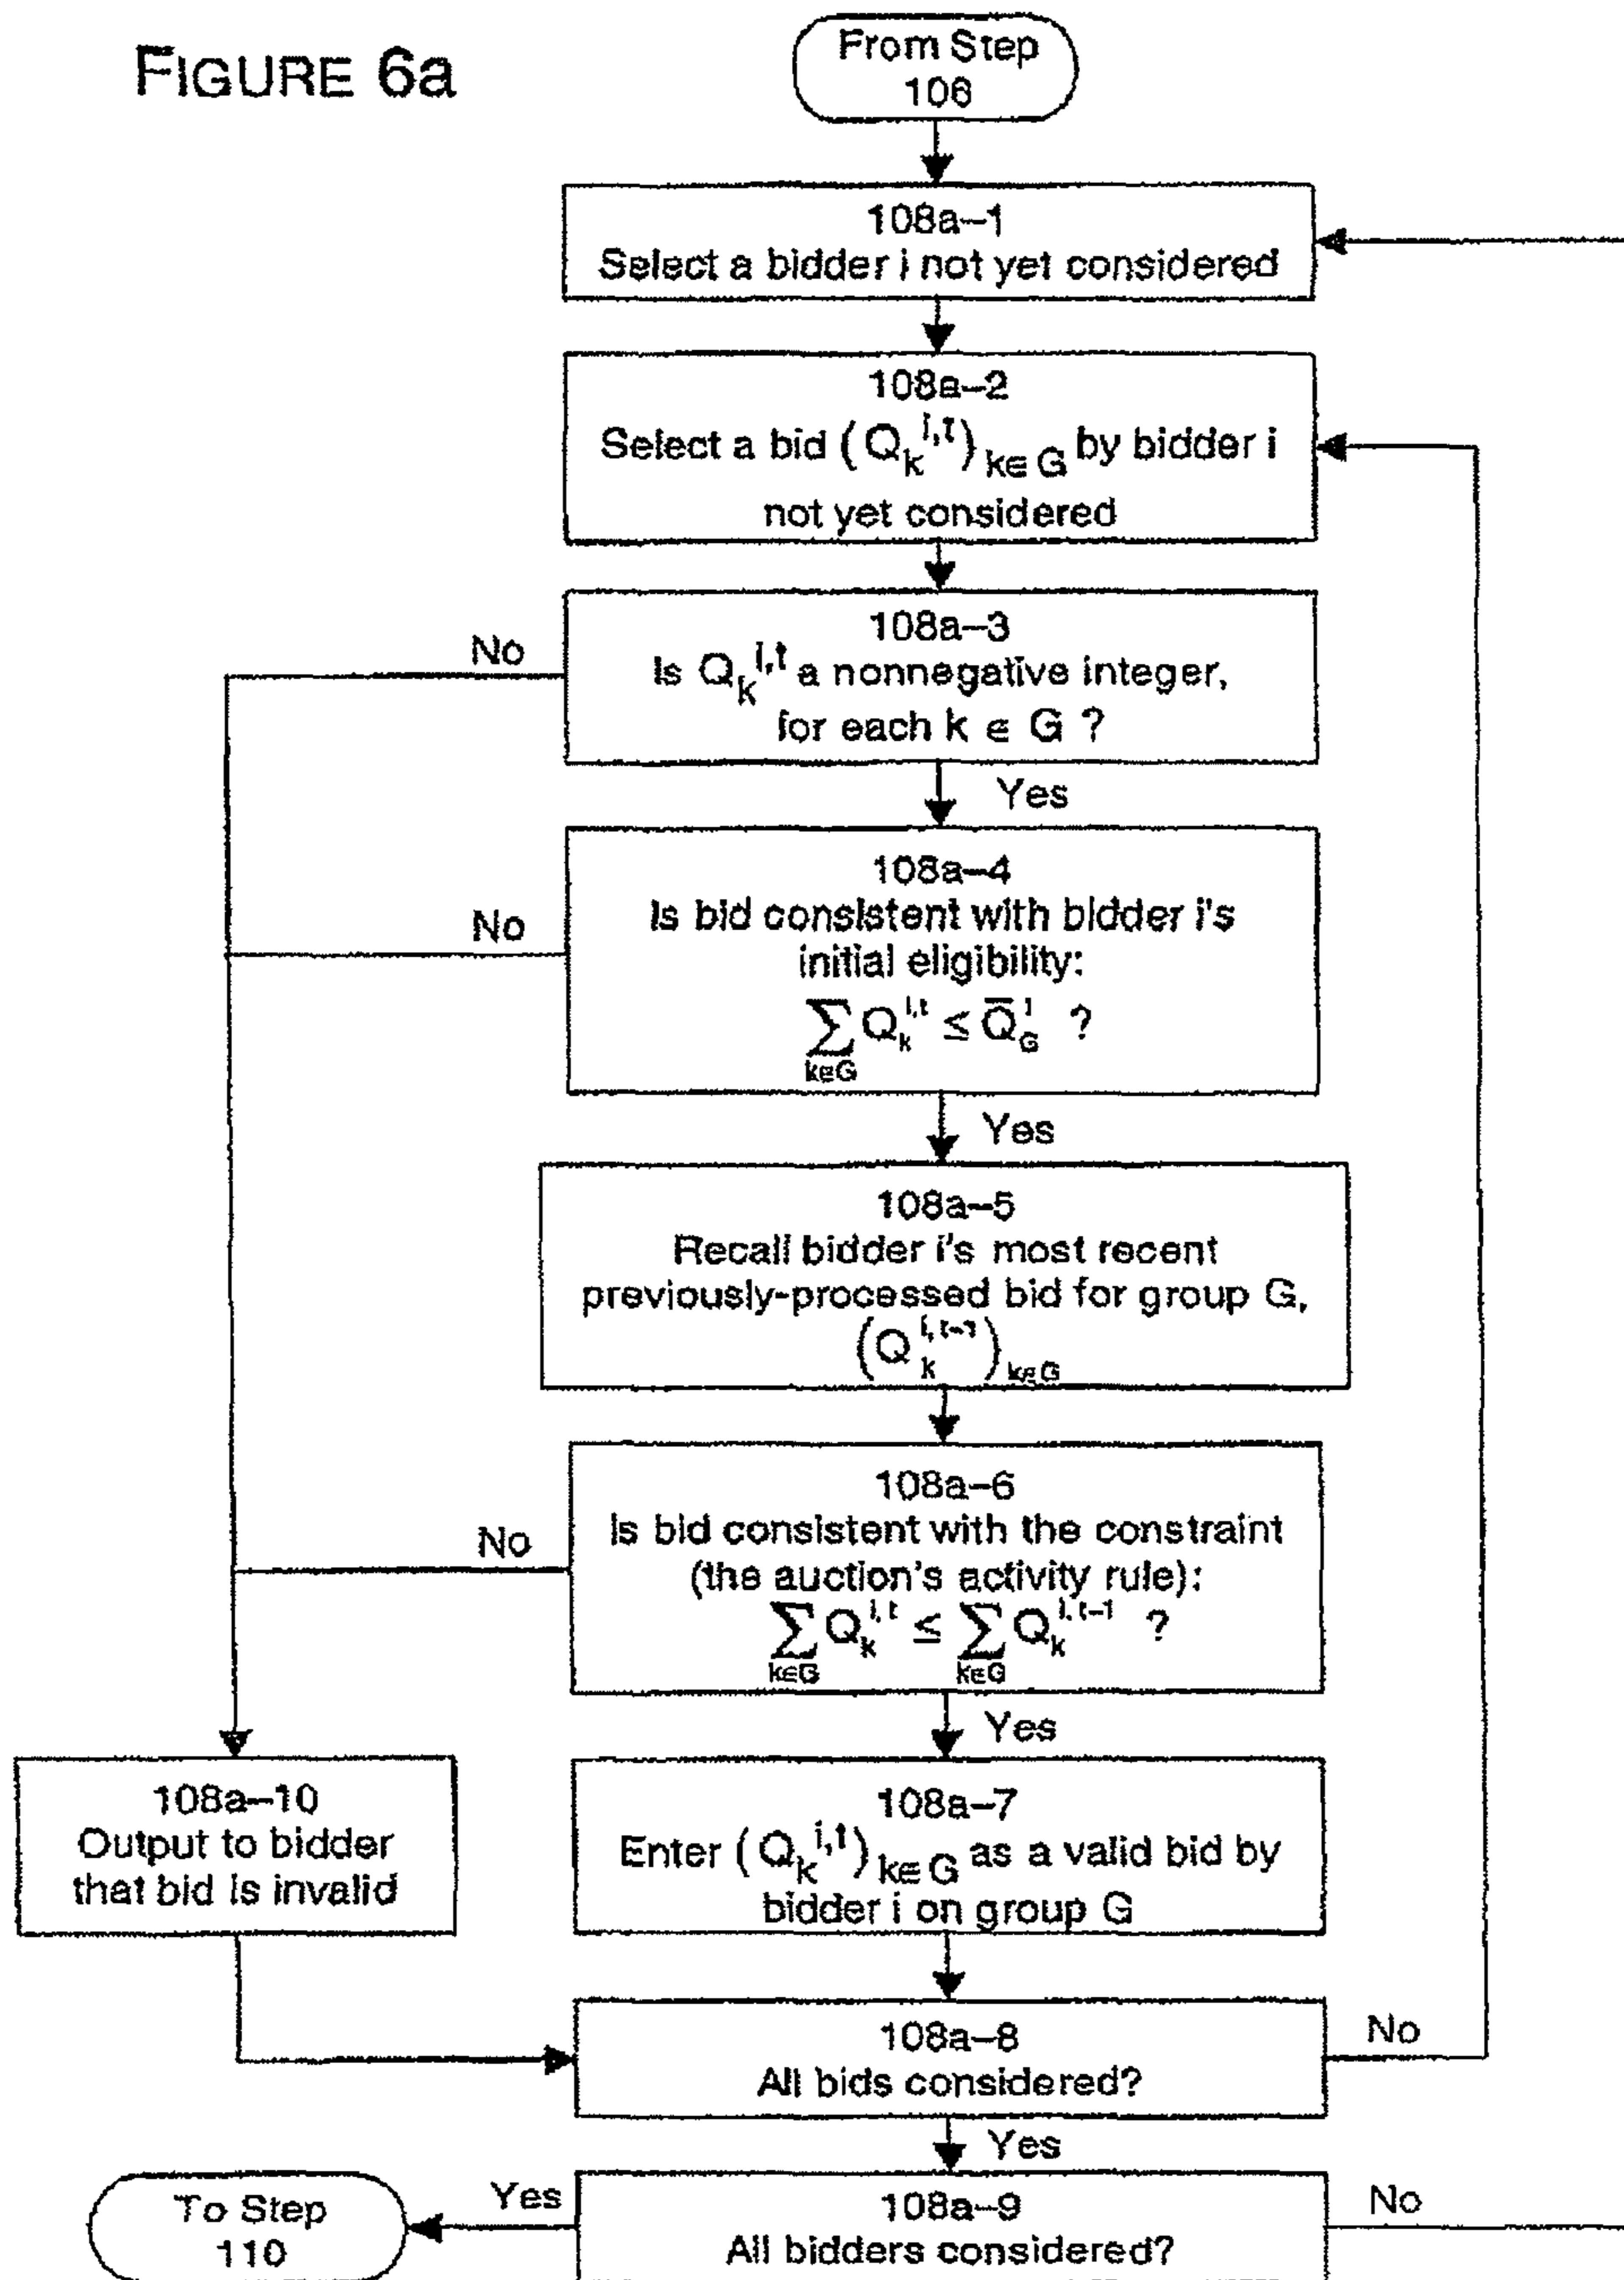 FIGURE 6a
From Step
106
108a–1
Select a bidder i not yet considered
108a–2
Select a bid (Q_k^{i,t})_{k∈G} by bidder i
not yet considered
108a–3
Is Q_k^{i,t} a nonnegative integer,
for each k ∈ G ?
No
Yes
108a–4
Is bid consistent with bidder i's
initial eligibility:
∑_{k∈G} Q_k^{i,t} ≤ Q̅_G^i ?
No
Yes
108a–5
Recall bidder i's most recent
previously-processed bid for group G,
(Q_k^{i,t–1})_{k∈G}
108a–6
Is bid consistent with the constraint
(the auction's activity rule):
∑_{k∈G} Q_k^{i,t} ≤ ∑_{k∈G} Q_k^{i,t–1} ?
No
Yes
108a–10
Output to bidder
that bid is invalid
108a–7
Enter (Q_k^{i,t})_{k∈G} as a valid bid by
bidder i on group G
108a–8
All bids considered?
No
Yes
To Step
110
Yes
108a–9
All bidders considered?
No